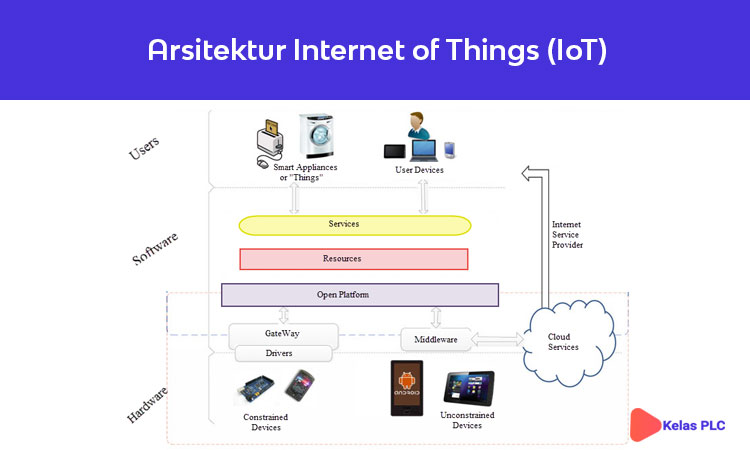 Arsitektur Internet of Things (IoT)
Users
Smart Appliances
or "Things"
User Devices
Internet
Service
Provider
Software
Services
Resources
Open Platform
GateWay
Drivers
Middleware
Cloud
Services
Hardware
ANDROID
Constrained
Devices
Unconstrained
Devices
Kelas PLC